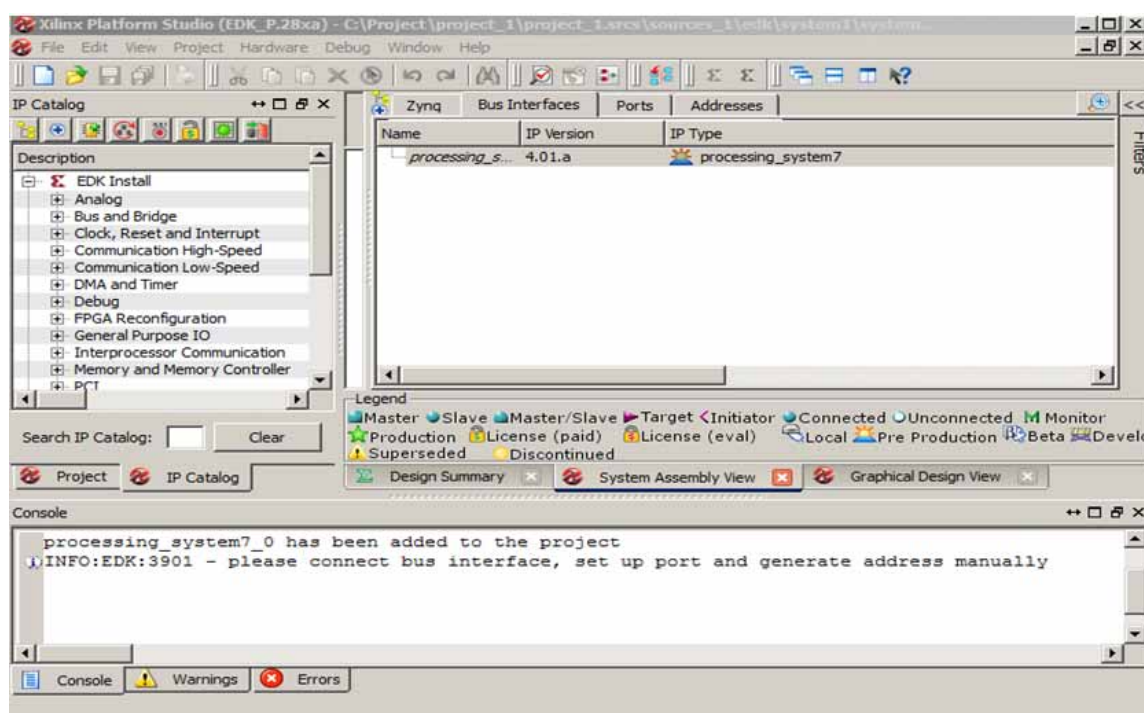 Xilinx Platform Studio (EDK_P.28xa) - C:\Project\project_1\project_1.srcs\sources_1\edk\system1\system...
File Edit View Project Hardware Debug Window Help
IP Catalog
Description
EDK Install
Analog
Bus and Bridge
Clock, Reset and Interrupt
Communication High-Speed
Communication Low-Speed
DMA and Timer
Debug
FPGA Reconfiguration
General Purpose IO
Interprocessor Communication
Memory and Memory Controller
PCI
Search IP Catalog: Clear
Project IP Catalog
Zynq Bus Interfaces Ports Addresses
Name IP Version IP Type
processing_s... 4.01.a processing_system7
Filters
Legend
Master Slave Master/Slave Target Initiator Connected Unconnected M Monitor
Production License (paid) License (eval) Local Pre Production Beta Develo
Superseded Discontinued
Design Summary System Assembly View Graphical Design View
Console
processing_system7_0 has been added to the project
INFO:EDK:3901 - please connect bus interface, set up port and generate address manually
Console Warnings Errors